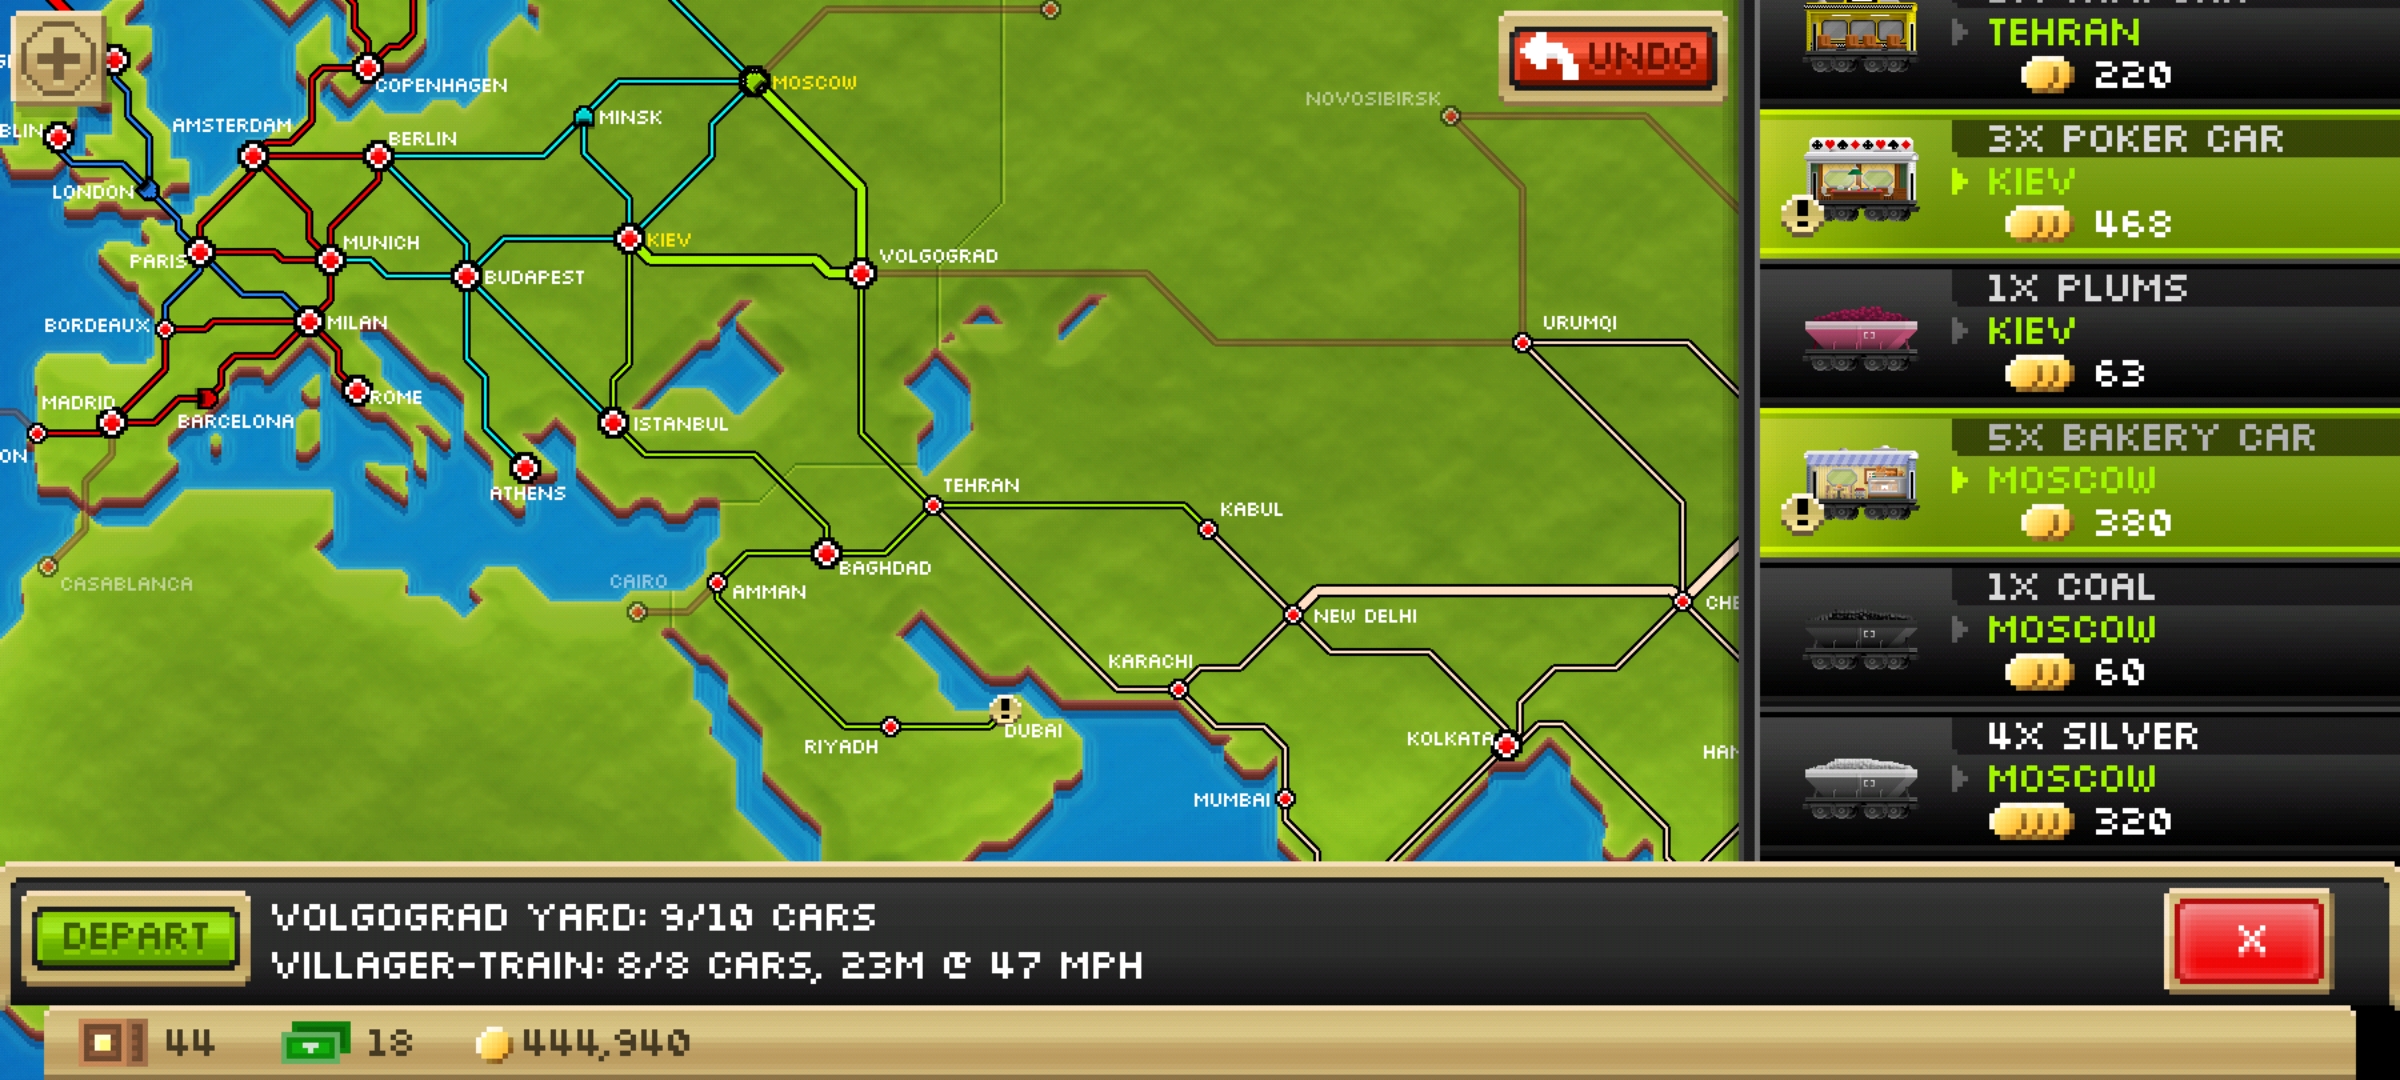 TEHRAN
220
UNDO
MOSCOW
COPENHAGEN
NOVOSIBIRSK
3X POKER CAR
KIEV
468
MINSK
AMSTERDAM
BERLIN
BLIN
LONDON
KIEV
MUNICH
PARIS
VOLGOGRAD
BUDAPEST
1X PLUMS
KIEV
63
BORDEAUX
MILAN
URUMQI
MADRID
ROME
BARCELONA
ISTANBUL
ON
5X BAKERY CAR
MOSCOW
380
ATHENS
TEHRAN
KABUL
CASABLANCA
CAIRO
BAGHDAD
AMMAN
NEW DELHI
CHE
1X COAL
MOSCOW
60
KARACHI
DUBAI
RIYADH
KOLKATA
HAN
MUMBAI
4X SILVER
MOSCOW
320
DEPART
VOLGOGRAD YARD: 9/10 CARS
VILLAGER-TRAIN: 8/8 CARS, 23M @ 47 MPH
X
44
18
444,940